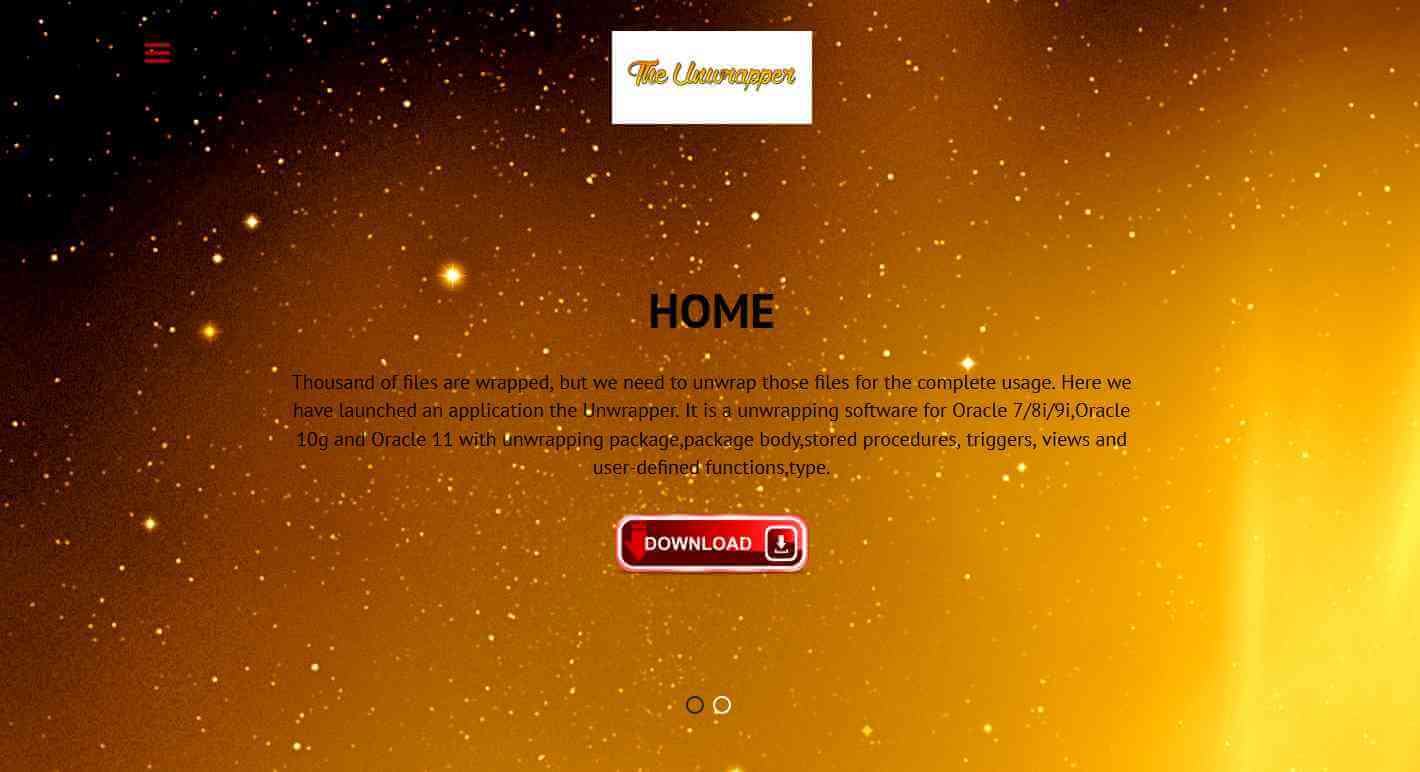 The Unwrapper
HOME
Thousand of files are wrapped, but we need to unwrap those files for the complete usage. Here we
have launched an application the Unwrapper. It is a unwrapping software for Oracle 7/8i/9i,Oracle
10g and Oracle 11 with unwrapping package,package body,stored procedures, triggers, views and
user-defined functions,type.
DOWNLOAD